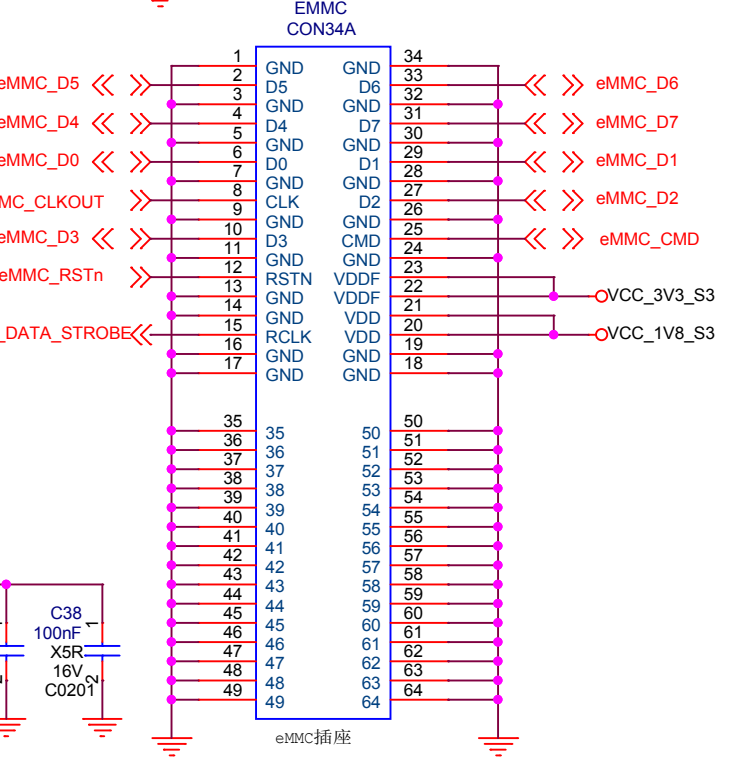 EMMC
CON34A
1 GND GND 34
eMMC_D5 2 D5 D6 33 eMMC_D6
3 GND GND 32
eMMC_D4 4 D4 D7 31 eMMC_D7
5 GND GND 30
eMMC_D0 6 D0 D1 29 eMMC_D1
7 GND GND 28
MC_CLKOUT 8 CLK D2 27 eMMC_D2
9 GND GND 26
eMMC_D3 10 D3 CMD 25 eMMC_CMD
11 GND GND 24
eMMC_RSTn 12 RSTN VDDF 23
13 GND VDDF 22 VCC_3V3_S3
14 GND VDD 21
_DATA_STROBE 15 RCLK VDD 20 VCC_1V8_S3
16 GND GND 19
17 GND GND 18
35 35 50 50
36 36 51 51
37 37 52 52
38 38 53 53
39 39 54 54
40 40 55 55
41 41 56 56
42 42 57 57
43 43 58 58
44 44 59 59
45 45 60 60
46 46 61 61
47 47 62 62
48 48 63 63
49 49 64 64
C38
100nF
X5R
16V
C0201
1
2
eMMC插座